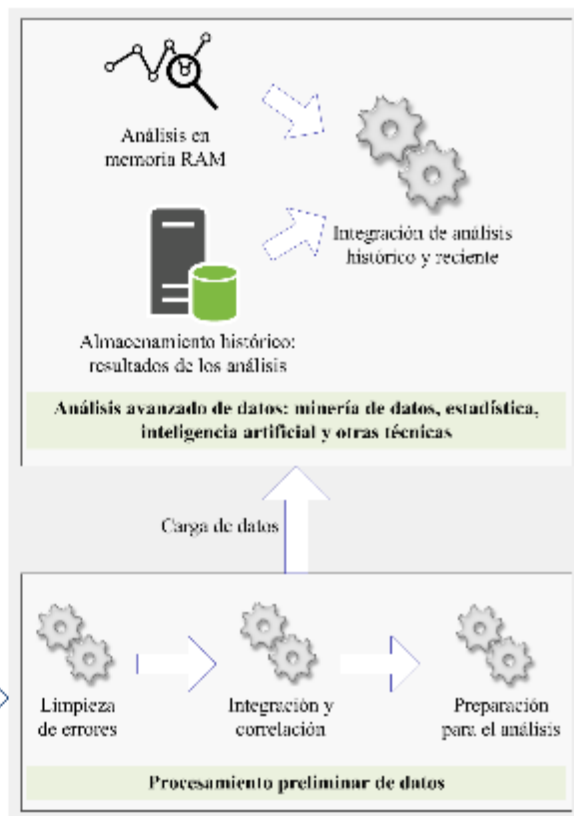 Análisis en
memoria RAM
Integración de análisis
histórico y reciente
Almacenamiento histórico:
resultados de los análisis
Análisis avanzado de datos: minería de datos, estadística,
inteligencia artificial y otras técnicas
Carga de datos
Limpieza
de errores
Integración y
correlación
Preparación
para el análisis
Procesamiento preliminar de datos